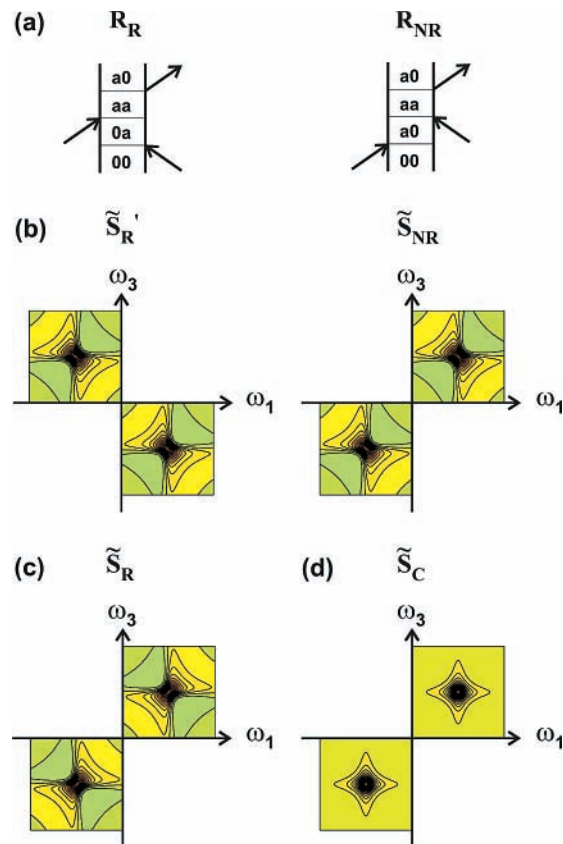 (a) R_R R_NR
a0 a0
aa aa
0a a0
00 00
(b) S̃_R' S̃_NR
ω₃ ω₃
ω₁ ω₁
(c) S̃_R (d) S̃_C
ω₃ ω₃
ω₁ ω₁